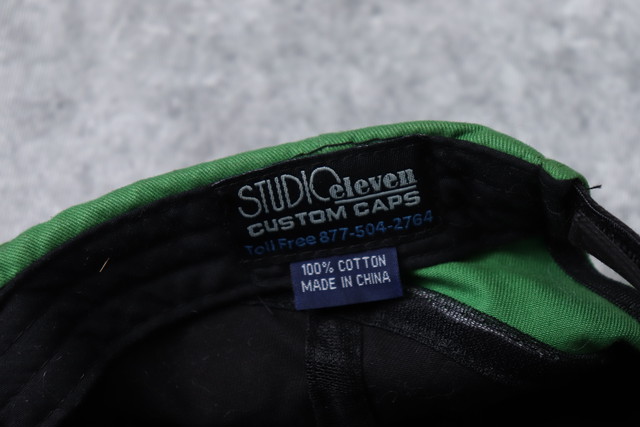 STUDIO eleven
CUSTOM CAPS
Toll Free 877-504-2764
100% COTTON
MADE IN CHINA